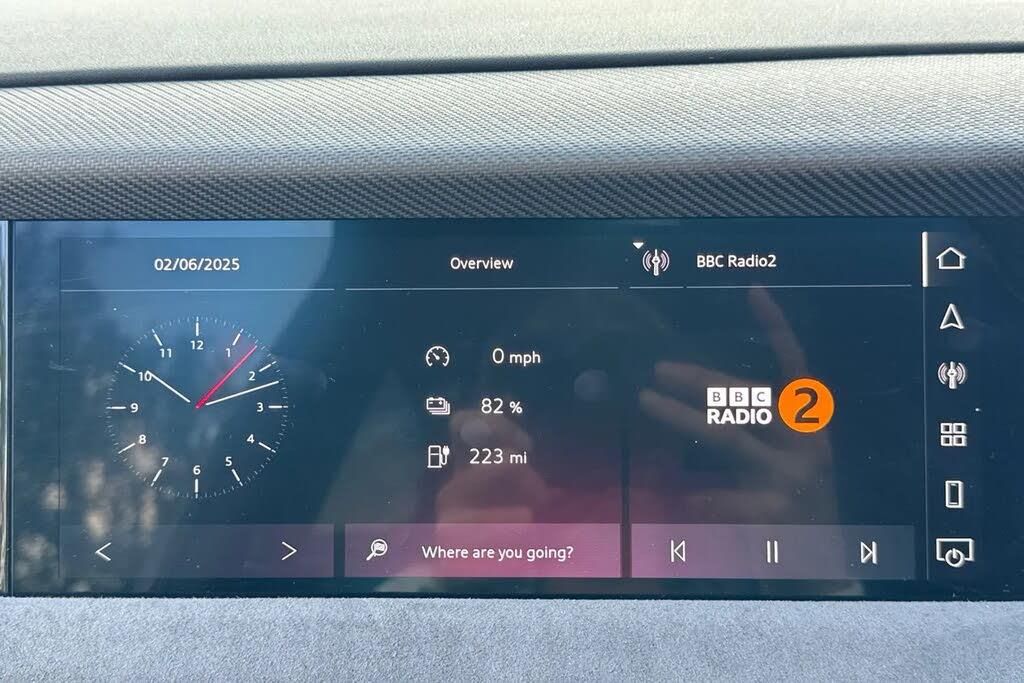 02/06/2025
Overview
BBC Radio2
12
1
2
3
4
5
6
7
8
9
10
11
0 mph
82 %
223 mi
BBC
RADIO 2
Where are you going?